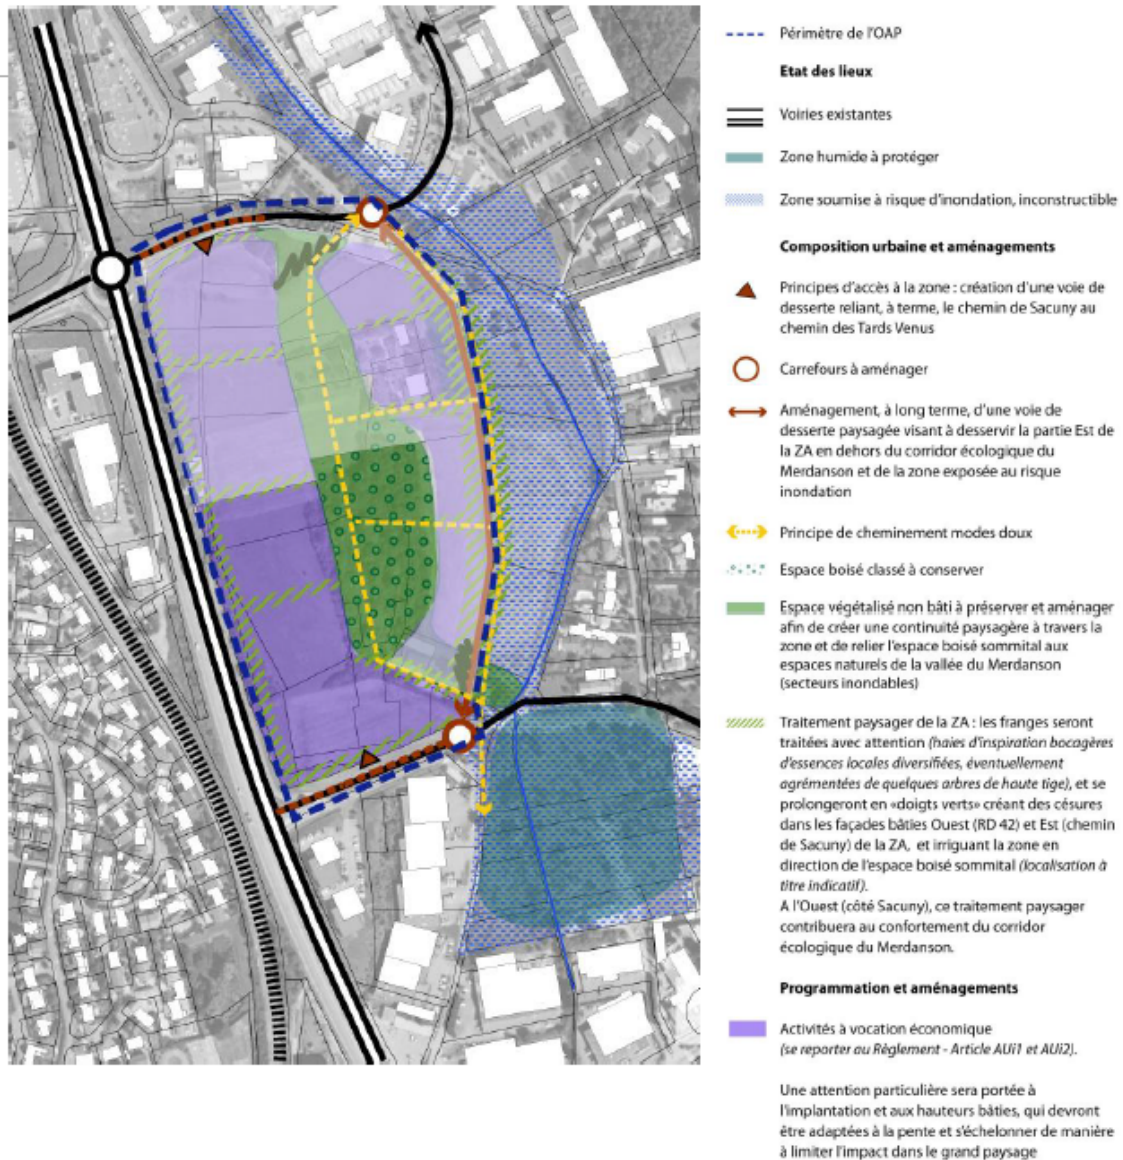 Périmètre de l'OAP
Etat des lieux
Voiries existantes
Zone humide à protéger
Zone soumise à risque d'inondation, inconstructible
Composition urbaine et aménagements
Principes d'accès à la zone : création d'une voie de
desserte reliant, à terme, le chemin de Sacuny au
chemin des Tards Venus
Carrefours à aménager
Aménagement, à long terme, d'une voie de
desserte paysagée visant à desservir la partie Est de
la ZA en dehors du corridor écologique du
Merdanson et de la zone exposée au risque
inondation
Principe de cheminement modes doux
Espace boisé classé à conserver
Espace végétalisé non bâti à préserver et aménager
afin de créer une continuité paysagère à travers la
zone et de relier l'espace boisé sommital aux
espaces naturels de la vallée du Merdanson
(secteurs inondables)
Traitement paysager de la ZA : les franges seront
traitées avec attention (haies d'inspiration bocagères
d'essences locales diversifiées, éventuellement
agrémentées de quelques arbres de haute tige), et se
prolongeront en «doigts verts» créant des césures
dans les façades bâties Ouest (RD 42) et Est (chemin
de Sacuny) de la ZA, et irriguant la zone en
direction de l'espace boisé sommital (localisation à
titre indicatif).
A l'Ouest (côté Sacuny), ce traitement paysager
contribuera au confortement du corridor
écologique du Merdanson.
Programmation et aménagements
Activités à vocation économique
(se reporter au Règlement - Article AUi1 et AUi2).
Une attention particulière sera portée à
l'implantation et aux hauteurs bâties, qui devront
être adaptées à la pente et s'échelonner de manière
à limiter l'impact dans le grand paysage